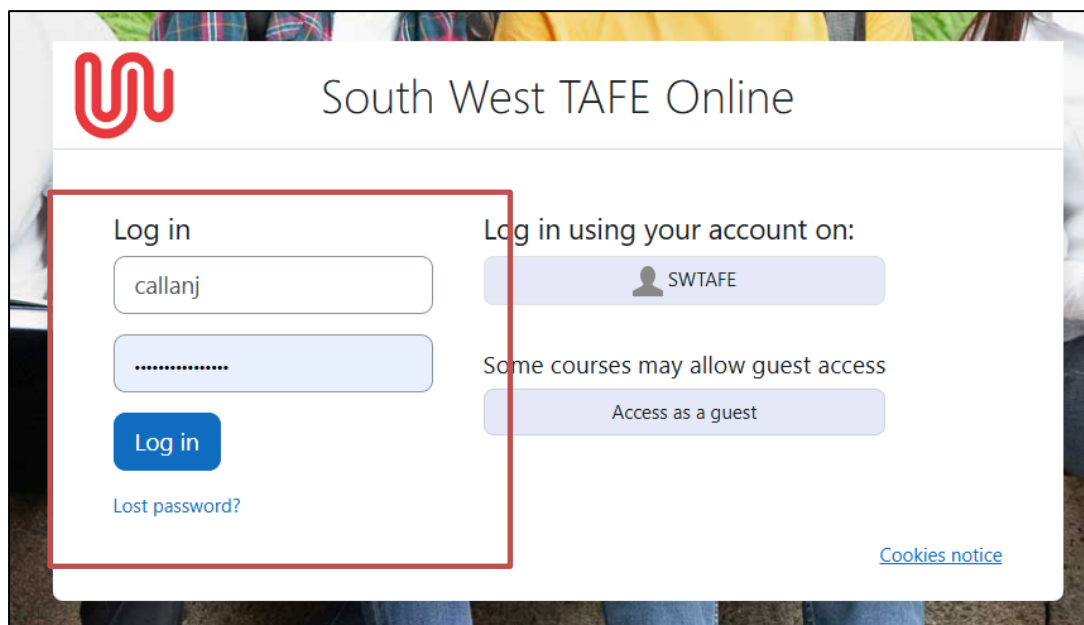 South West TAFE Online
Log in
callanj
................
Log in
Lost password?
Log in using your account on:
SWTAFE
Some courses may allow guest access
Access as a guest
Cookies notice